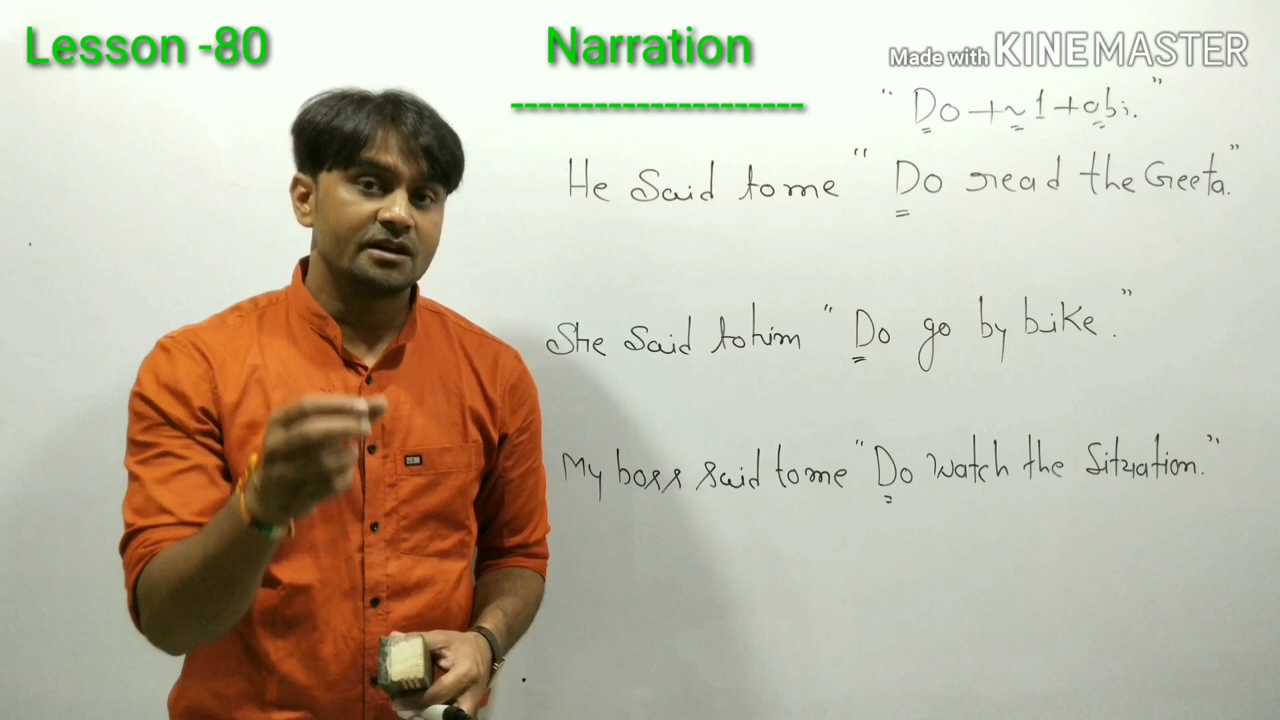 Lesson -80
Narration
Made with KINEMASTER
" Do + ~ 1 + obj. "
He Said to me " Do read the Geeta."
She Said to him " Do go by bike."
My boss said to me " Do watch the Situation."